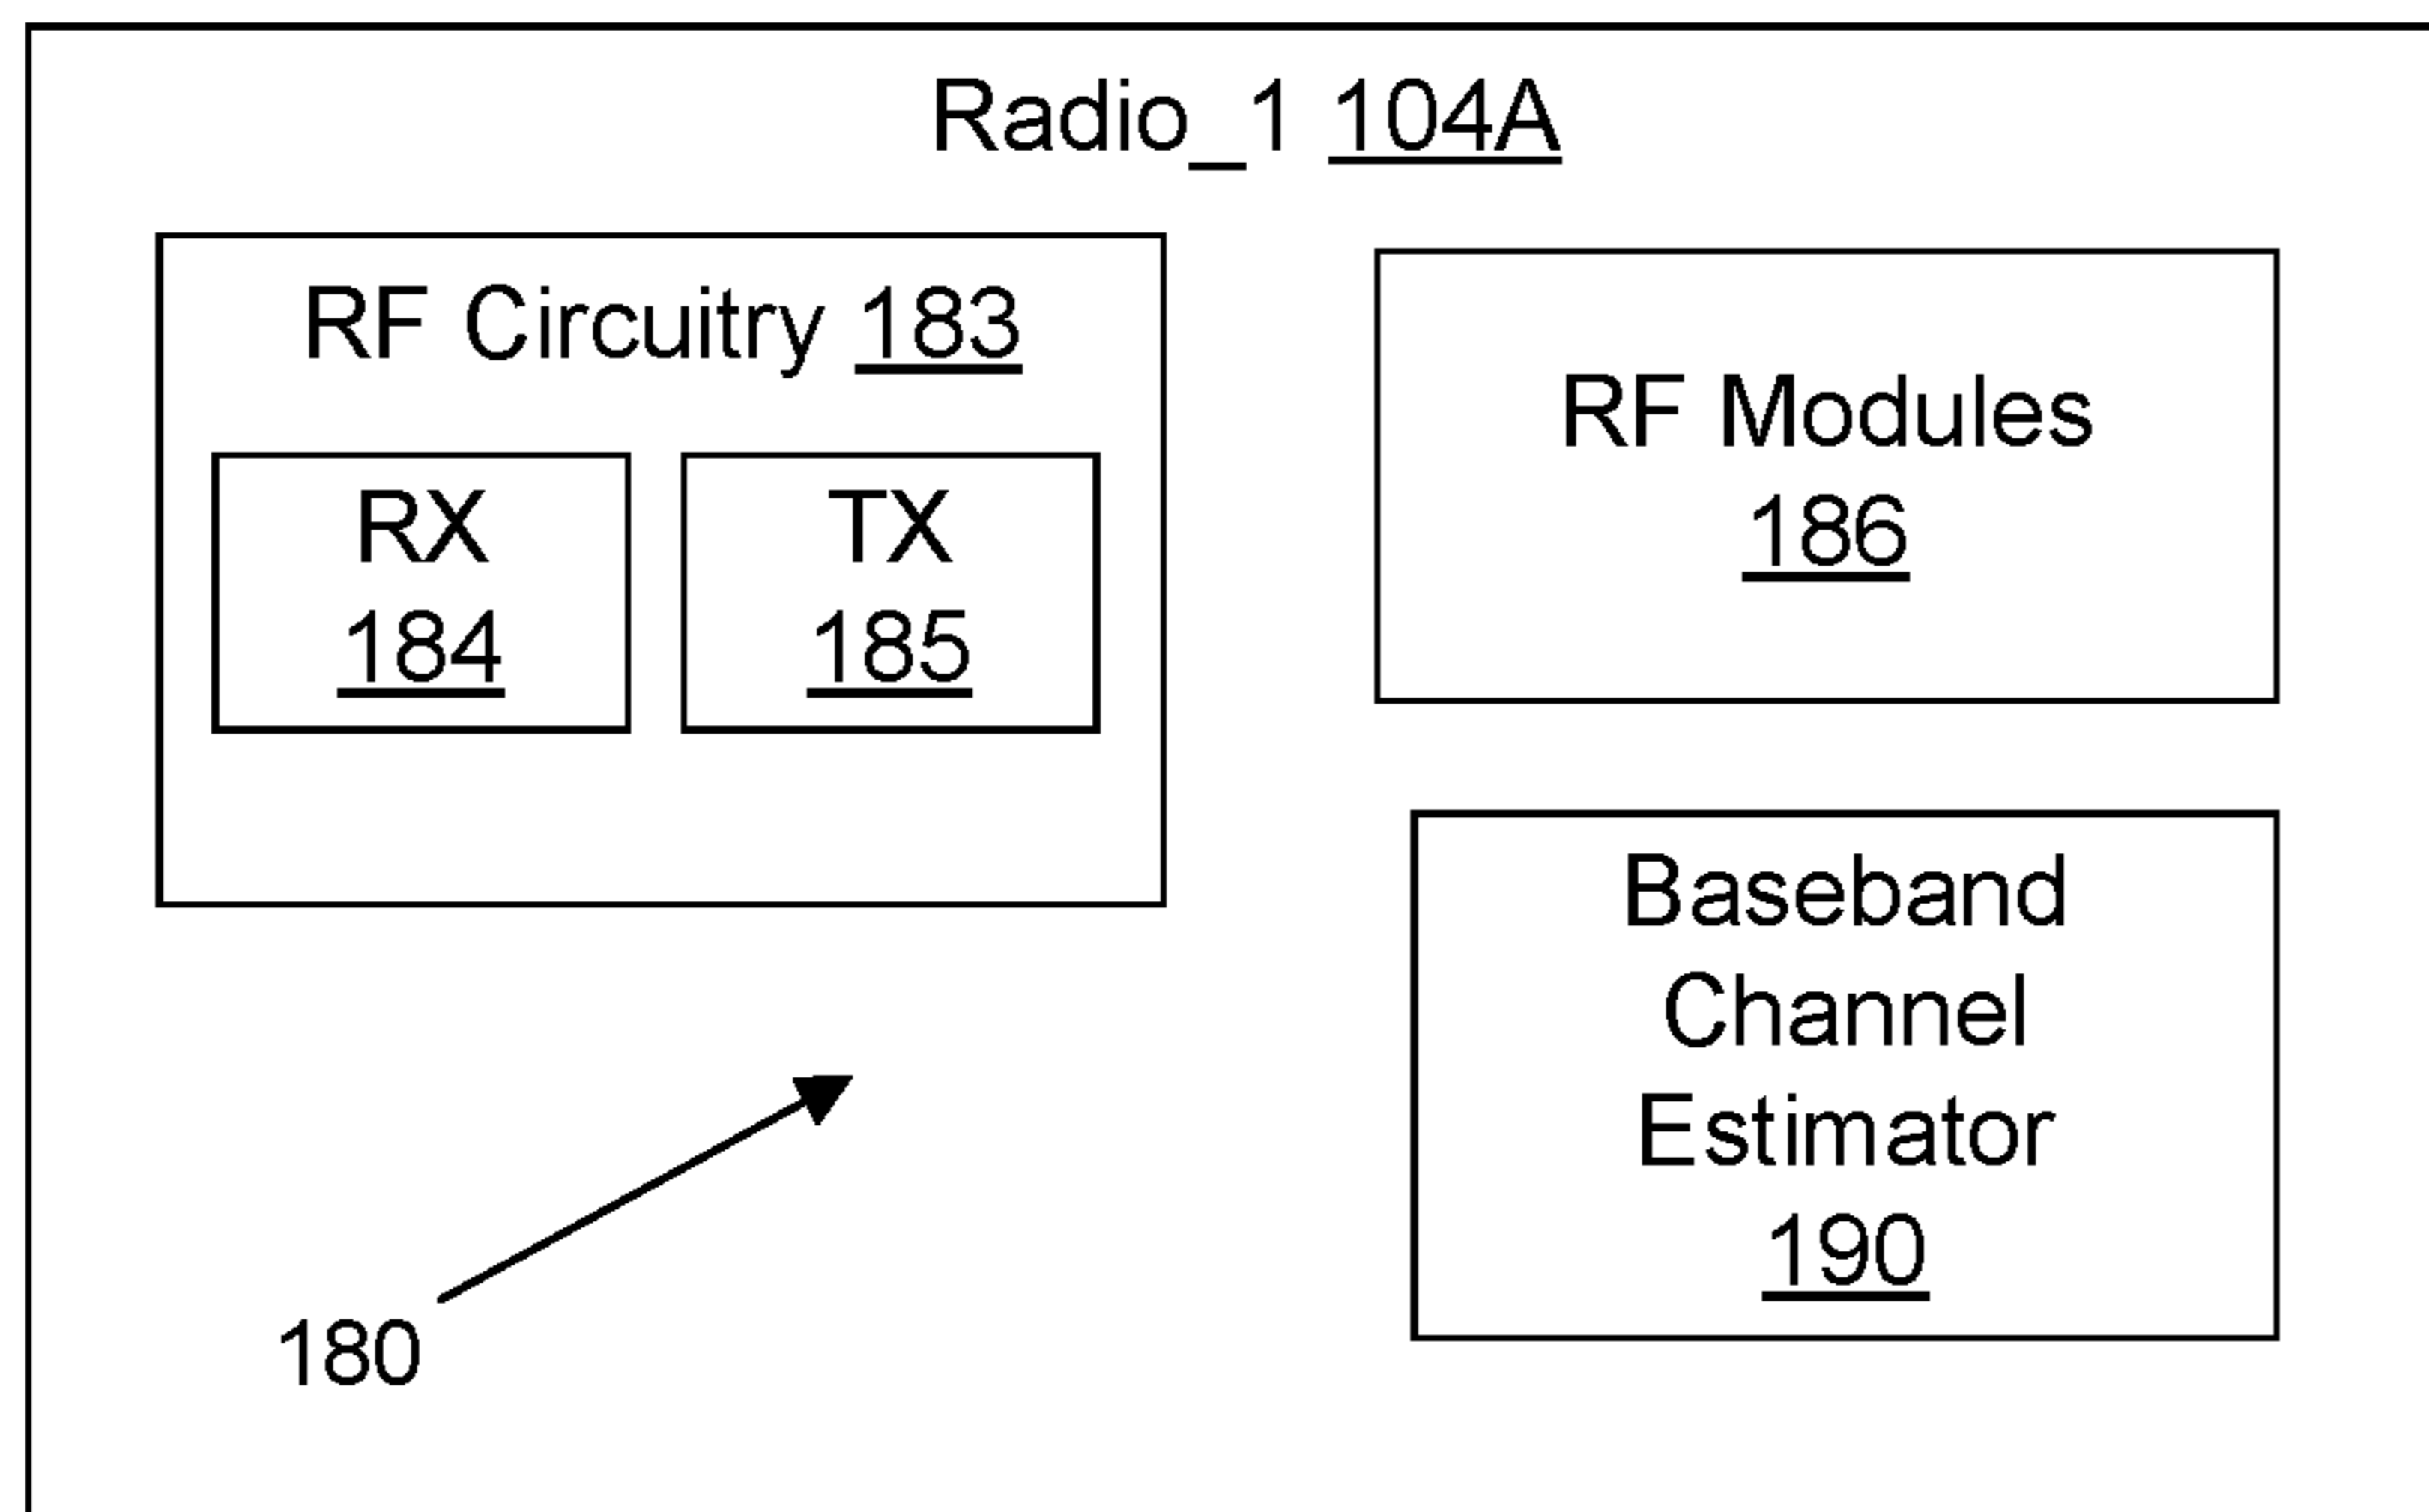 Radio_1 104A
RF Circuitry 183
RX
184
TX
185
RF Modules
186
Baseband
Channel
Estimator
190
180